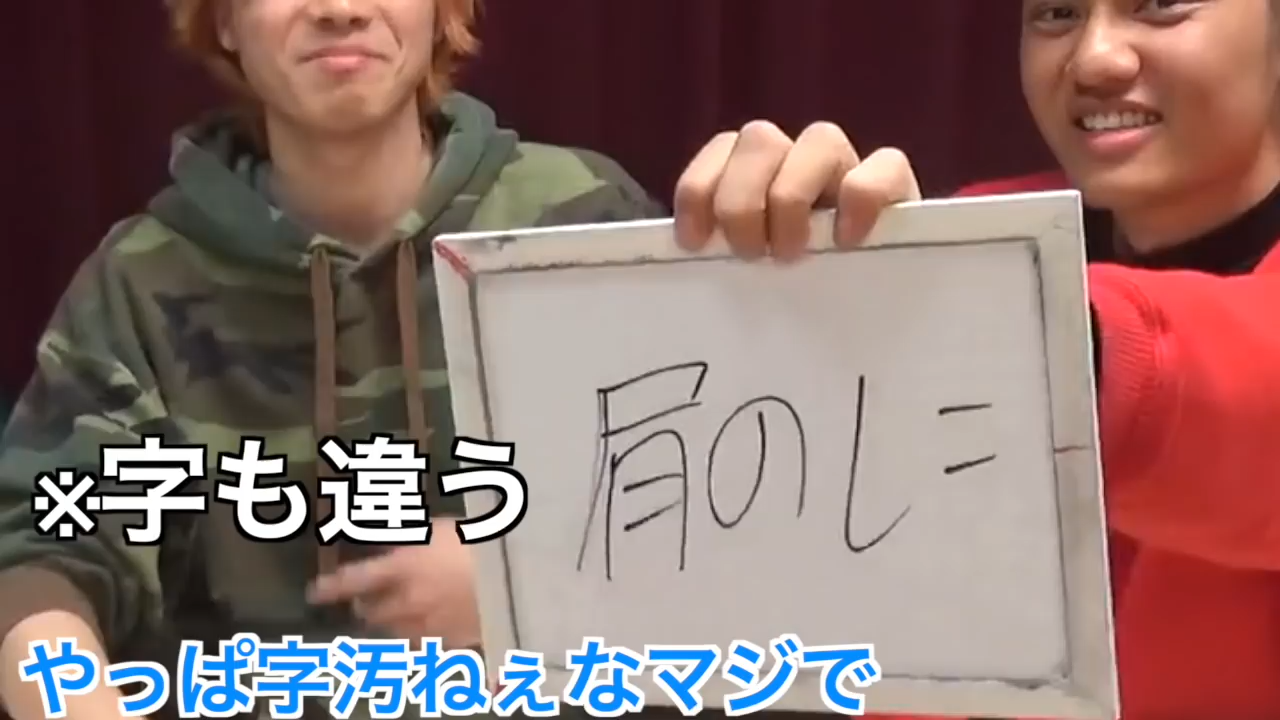 肩のしこ
※字も違う
やっぱ字汚ねぇなマジで